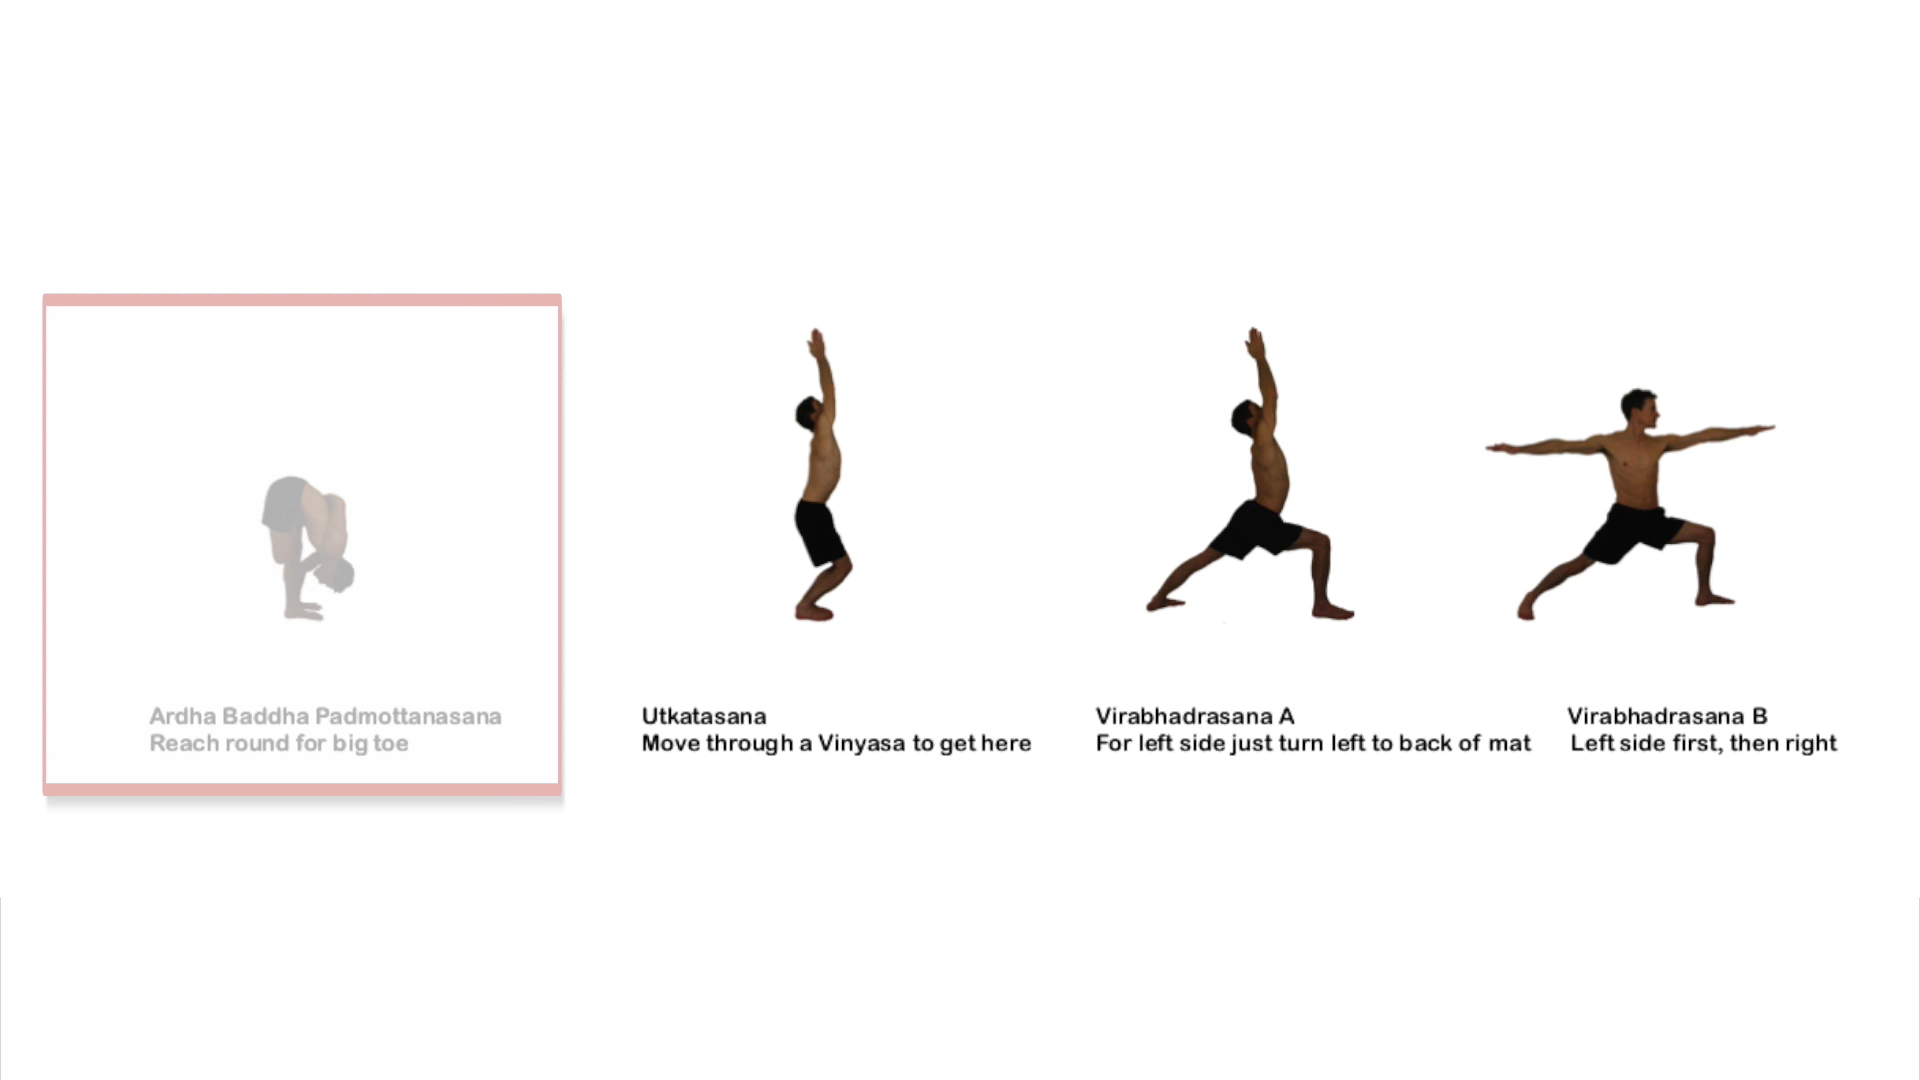 Ardha Baddha Padmottanasana
Reach round for big toe
Utkatasana
Move through a Vinyasa to get here
Virabhadrasana A
For left side just turn left to back of mat
Virabhadrasana B
Left side first, then right